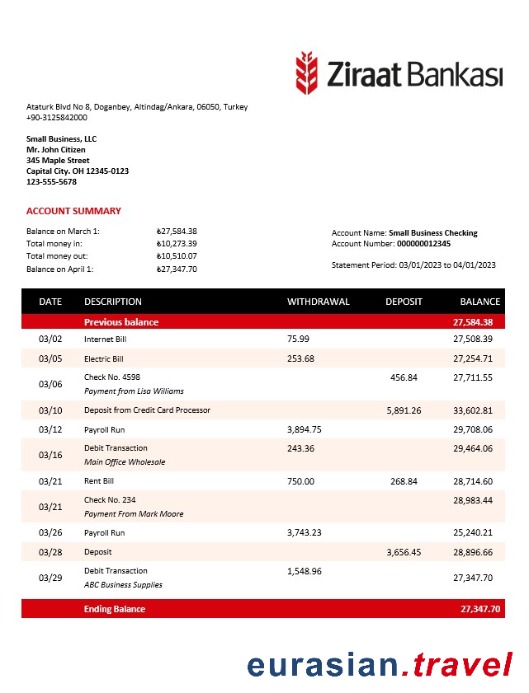 Ziraat Bankası
Ataturk Blvd No 8, Doganbey, Altindag/Ankara, 06050, Turkey
+90-3125842000
Small Business, LLC
Mr. John Citizen
345 Maple Street
Capital City. OH 12345-0123
123-555-5678
ACCOUNT SUMMARY
Balance on March 1: ₺27,584.38
Total money in: ₺10,273.39
Total money out: ₺10,510.07
Balance on April 1: ₺27,347.70
Account Name: Small Business Checking
Account Number: 000000012345
Statement Period: 03/01/2023 to 04/01/2023
DATE DESCRIPTION WITHDRAWAL DEPOSIT BALANCE
Previous balance 27,584.38
03/02 Internet Bill 75.99 27,508.39
03/05 Electric Bill 253.68 27,254.71
03/06 Check No. 4598 456.84 27,711.55
Payment from Lisa Williams
03/10 Deposit from Credit Card Processor 5,891.26 33,602.81
03/12 Payroll Run 3,894.75 29,708.06
03/16 Debit Transaction 243.36 29,464.06
Main Office Wholesale
03/21 Rent Bill 750.00 268.84 28,714.60
03/21 Check No. 234 28,983.44
Payment From Mark Moore
03/26 Payroll Run 3,743.23 25,240.21
03/28 Deposit 3,656.45 28,896.66
03/29 Debit Transaction 1,548.96 27,347.70
ABC Business Supplies
Ending Balance 27,347.70
eurasian.travel